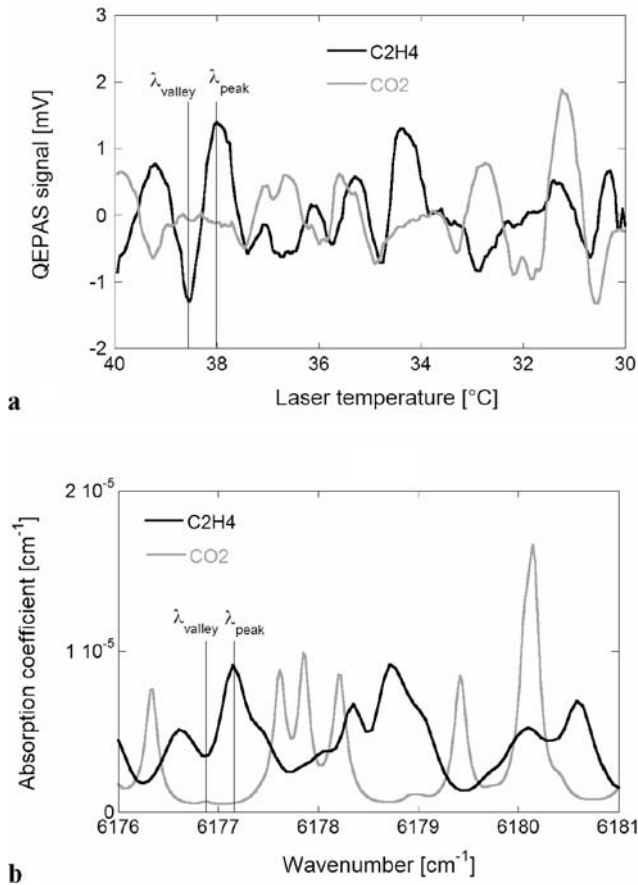 3
2
1
0
-1
-2
QEPAS signal [mV]
C2H4
CO2
λvalley
λpeak
40 38 36 34 32 30
Laser temperature [°C]
a
2 10-5
1 10-5
0
Absorption coefficient [cm-1]
C2H4
CO2
λvalley
λpeak
6176 6177 6178 6179 6180 6181
Wavenumber [cm-1]
b